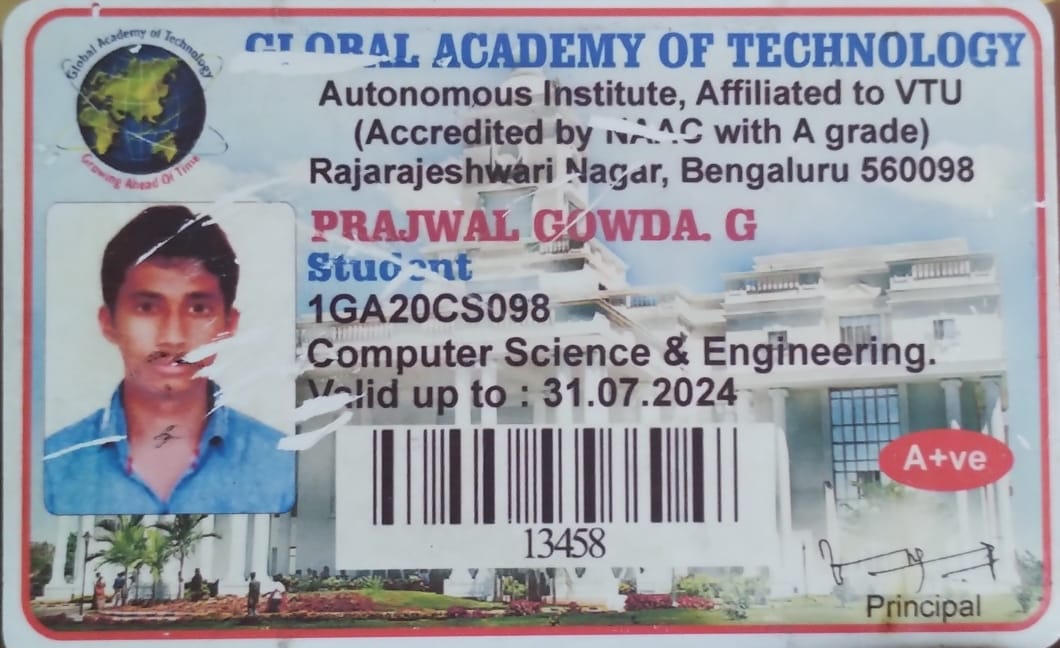 Global Academy of Technology
Growing Ahead Of Time
GLOBAL ACADEMY OF TECHNOLOGY
Autonomous Institute, Affiliated to VTU
(Accredited by NAAC with A grade)
Rajarajeshwari Nagar, Bengaluru 560098
PRAJWAL GOWDA. G
Student
1GA20CS098
Computer Science & Engineering.
Valid up to : 31.07.2024
A+ve
13458
Principal